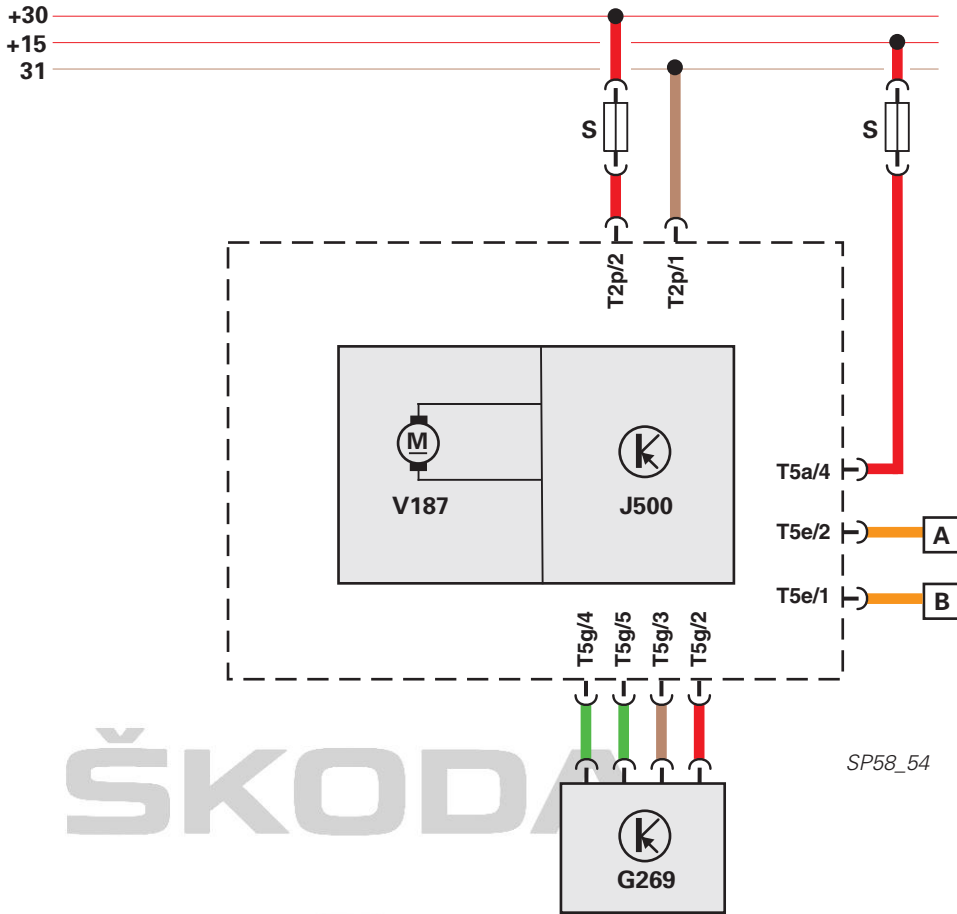 +30
+15
31
S
S
T2p/2
T2p/1
M
V187
J500
T5a/4
T5e/2
A
T5e/1
B
T5g/4
T5g/5
T5g/3
T5g/2
ŠKODA
SP58_54
G269